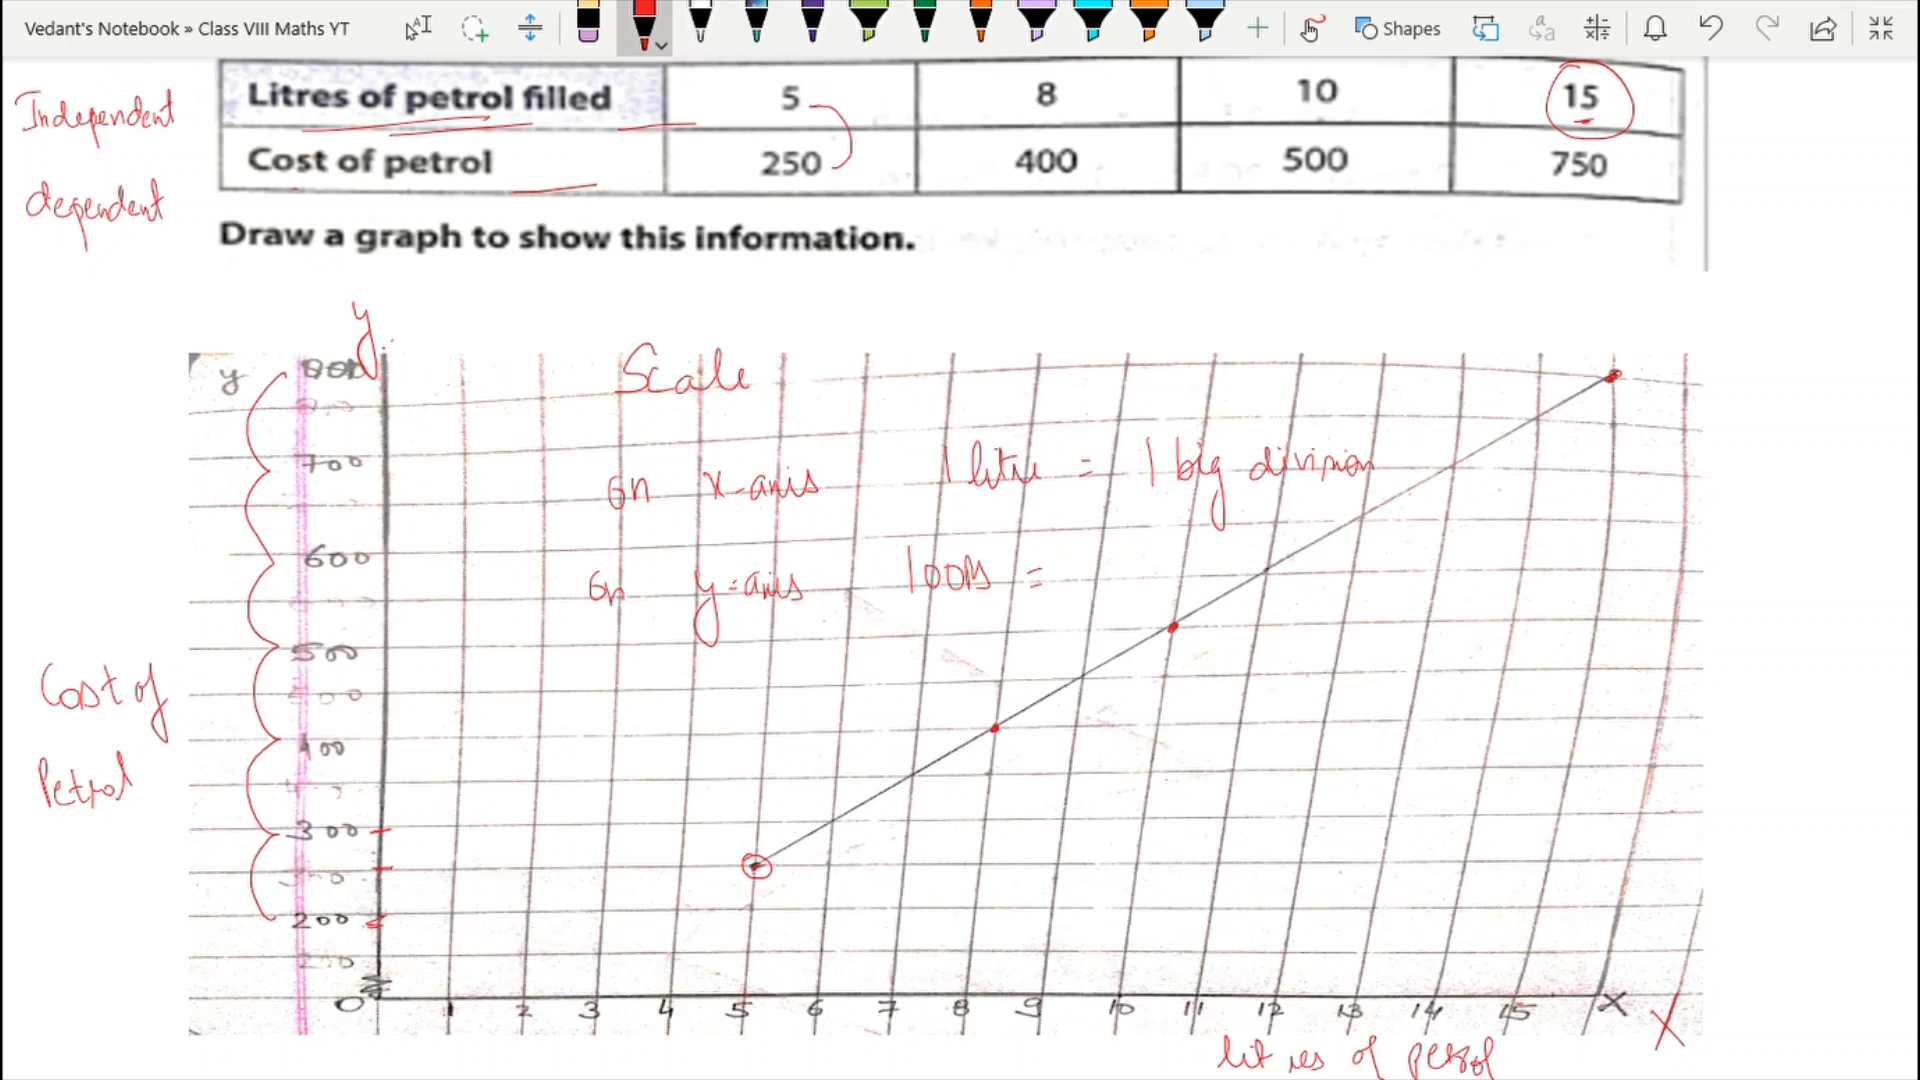 Vedant's Notebook » Class VIII Maths YT
Shapes
Independent
Litres of petrol filled 5 8 10 15
dependent
Cost of petrol 250 400 500 750
Draw a graph to show this information.
y
y
Scale
700
on x-axis 1 litre = 1 big division
600
on y-axis 100Rs =
500
Cost of
400
Petrol
300
200
0 1 2 3 4 5 6 7 8 9 10 11 12 13 14 15 X
X
litres of petrol